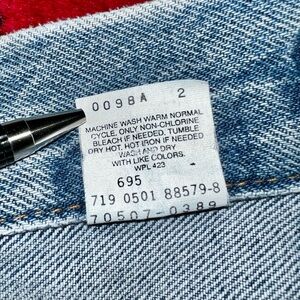 0098A 2
MACHINE WASH WARM NORMAL
CYCLE. ONLY NON-CHLORINE
BLEACH IF NEEDED. TUMBLE
DRY HOT. HOT IRON IF NEEDED.
WASH AND DRY
WITH LIKE COLORS.
WPL 423
695
719 0501 88579-8
70507-0389